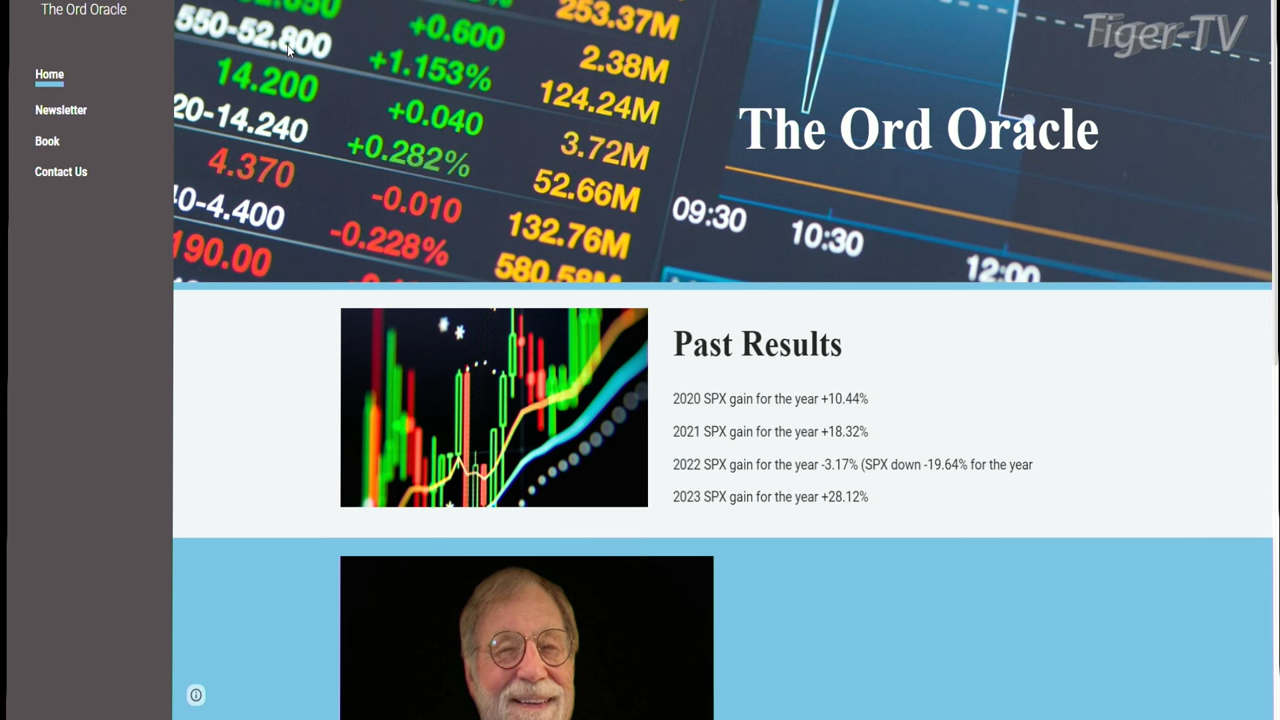 The Ord Oracle
Home
Newsletter
Book
Contact Us
Tiger-TV
550-52.800 +0.600 253.37M
+1.153% 2.38M
14.200 124.24M
20-14.240 +0.040 3.72M
+0.282% 52.66M
4.370 -0.010 132.76M
40-4.400 -0.228% 580.58M
190.00
09:30 10:30 12:00
The Ord Oracle
Past Results
2020 SPX gain for the year +10.44%
2021 SPX gain for the year +18.32%
2022 SPX gain for the year -3.17% (SPX down -19.64% for the year
2023 SPX gain for the year +28.12%